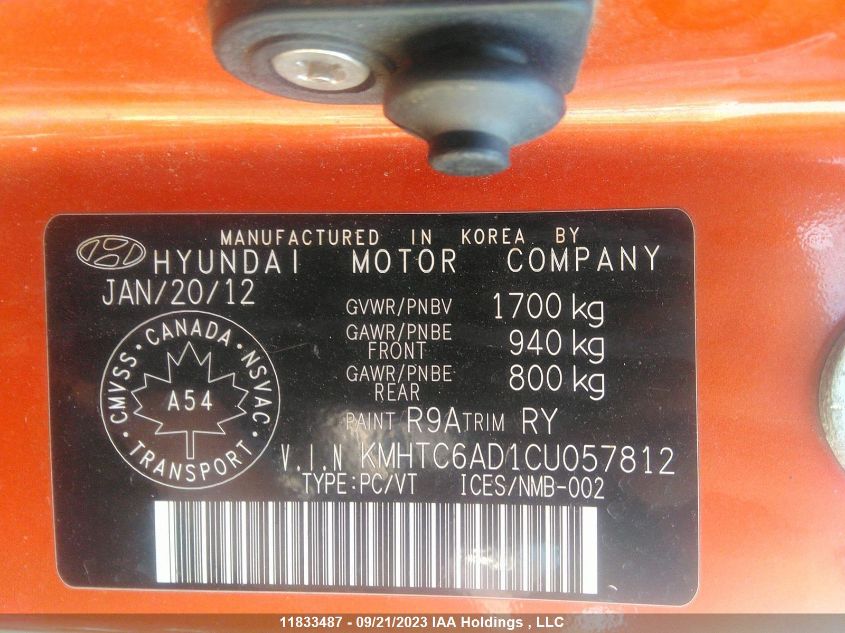 MANUFACTURED IN KOREA BY
HYUNDAI MOTOR COMPANY
JAN/20/12
GVWR/PNBV 1700 kg
GAWR/PNBE FRONT 940 kg
GAWR/PNBE REAR 800 kg
CMVSS · CANADA · NSVAC · TRANSPORT ·
A54
PAINT R9A TRIM RY
V.I.N KMHTC6AD1CU057812
TYPE:PC/VT ICES/NMB-002
11833487 - 09/21/2023 IAA Holdings , LLC